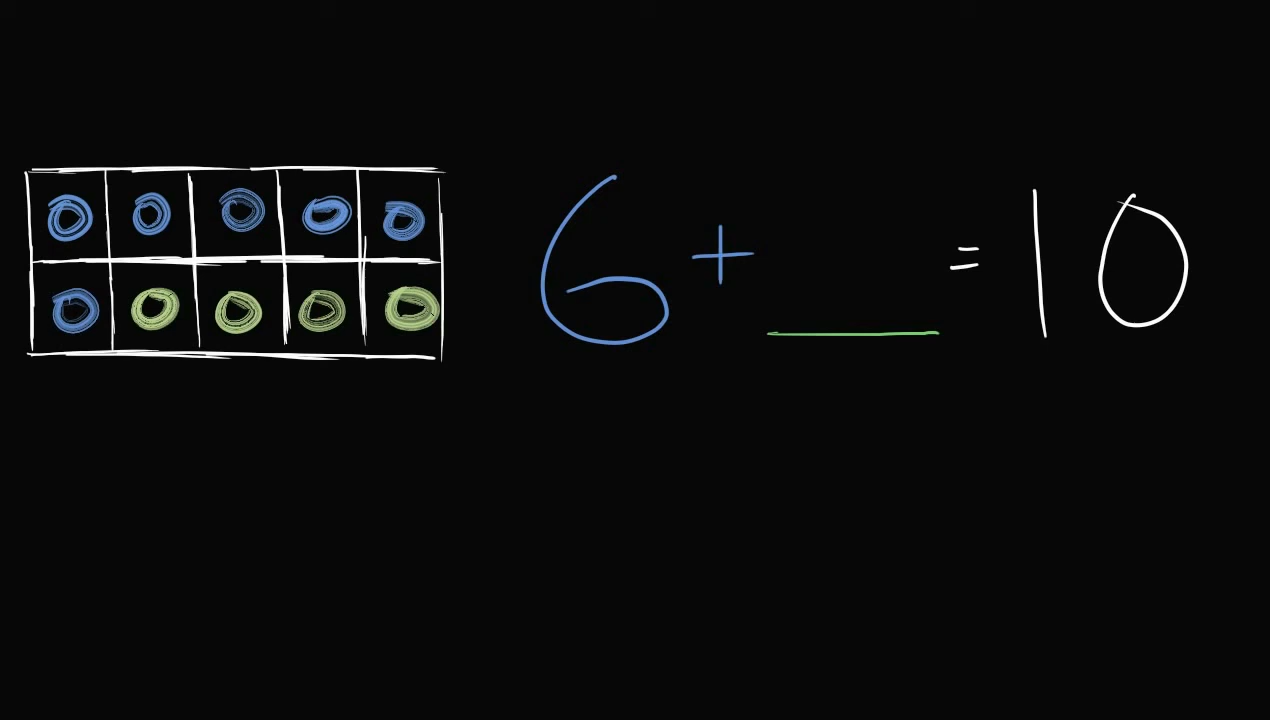 6 + ___ = 10